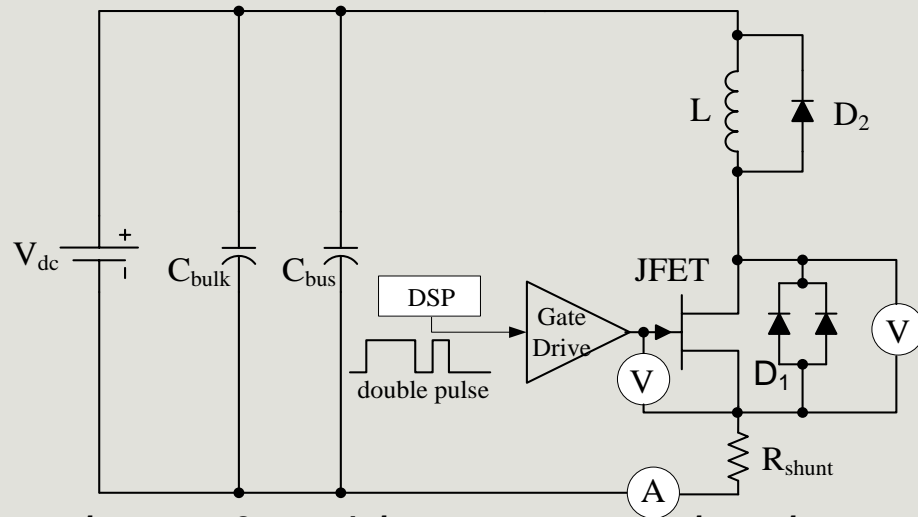 L
D2
Vdc
+
-
Cbulk
Cbus
JFET
DSP
Gate
Drive
double pulse
V
V
D1
Rshunt
A